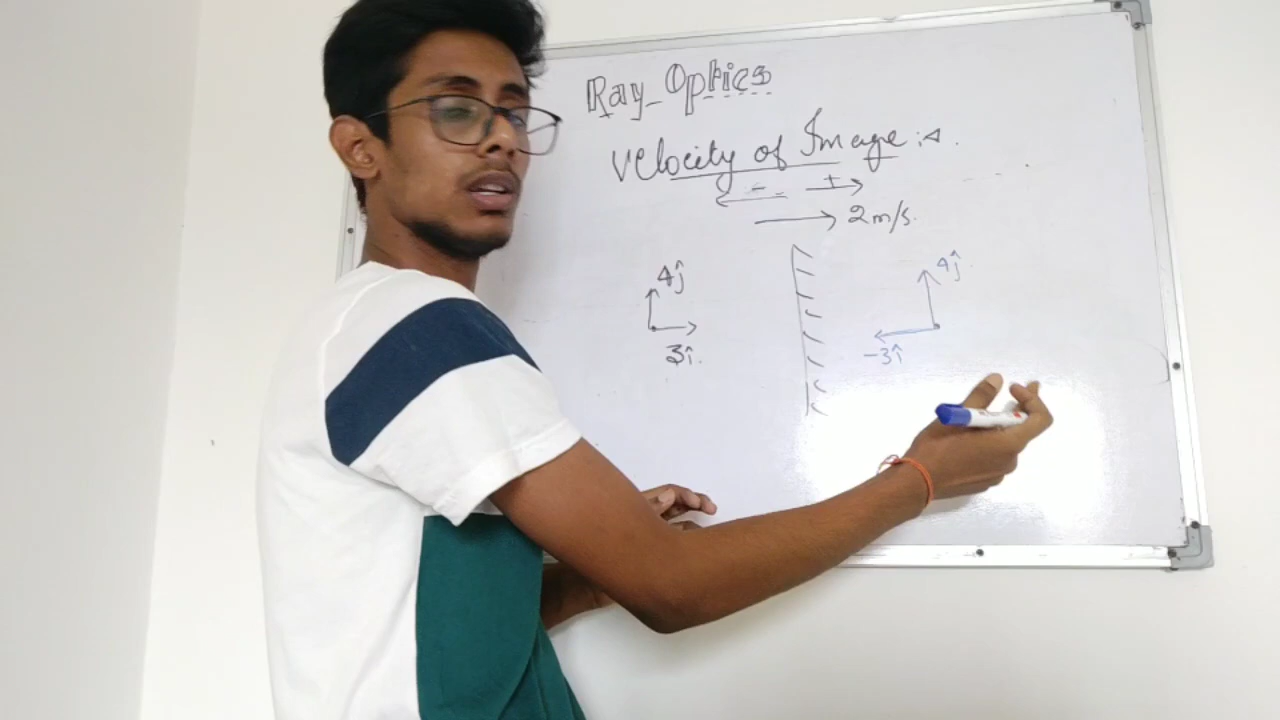 Ray Optics
Velocity of Image :-
- +
2m/s.
4ĵ
3î.
4ĵ
-3î